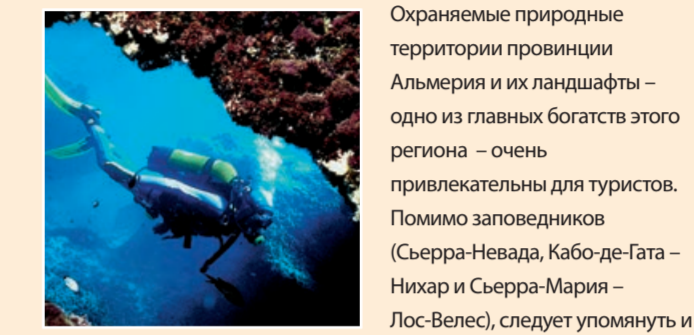 Охраняемые природные
территории провинции
Альмерия и их ландшафты –
одно из главных богатств этого
региона – очень
привлекательны для туристов.
Помимо заповедников
(Сьерра-Невада, Кабо-де-Гата –
Нихар и Сьерра-Мария –
Лос-Велес), следует упомянуть и